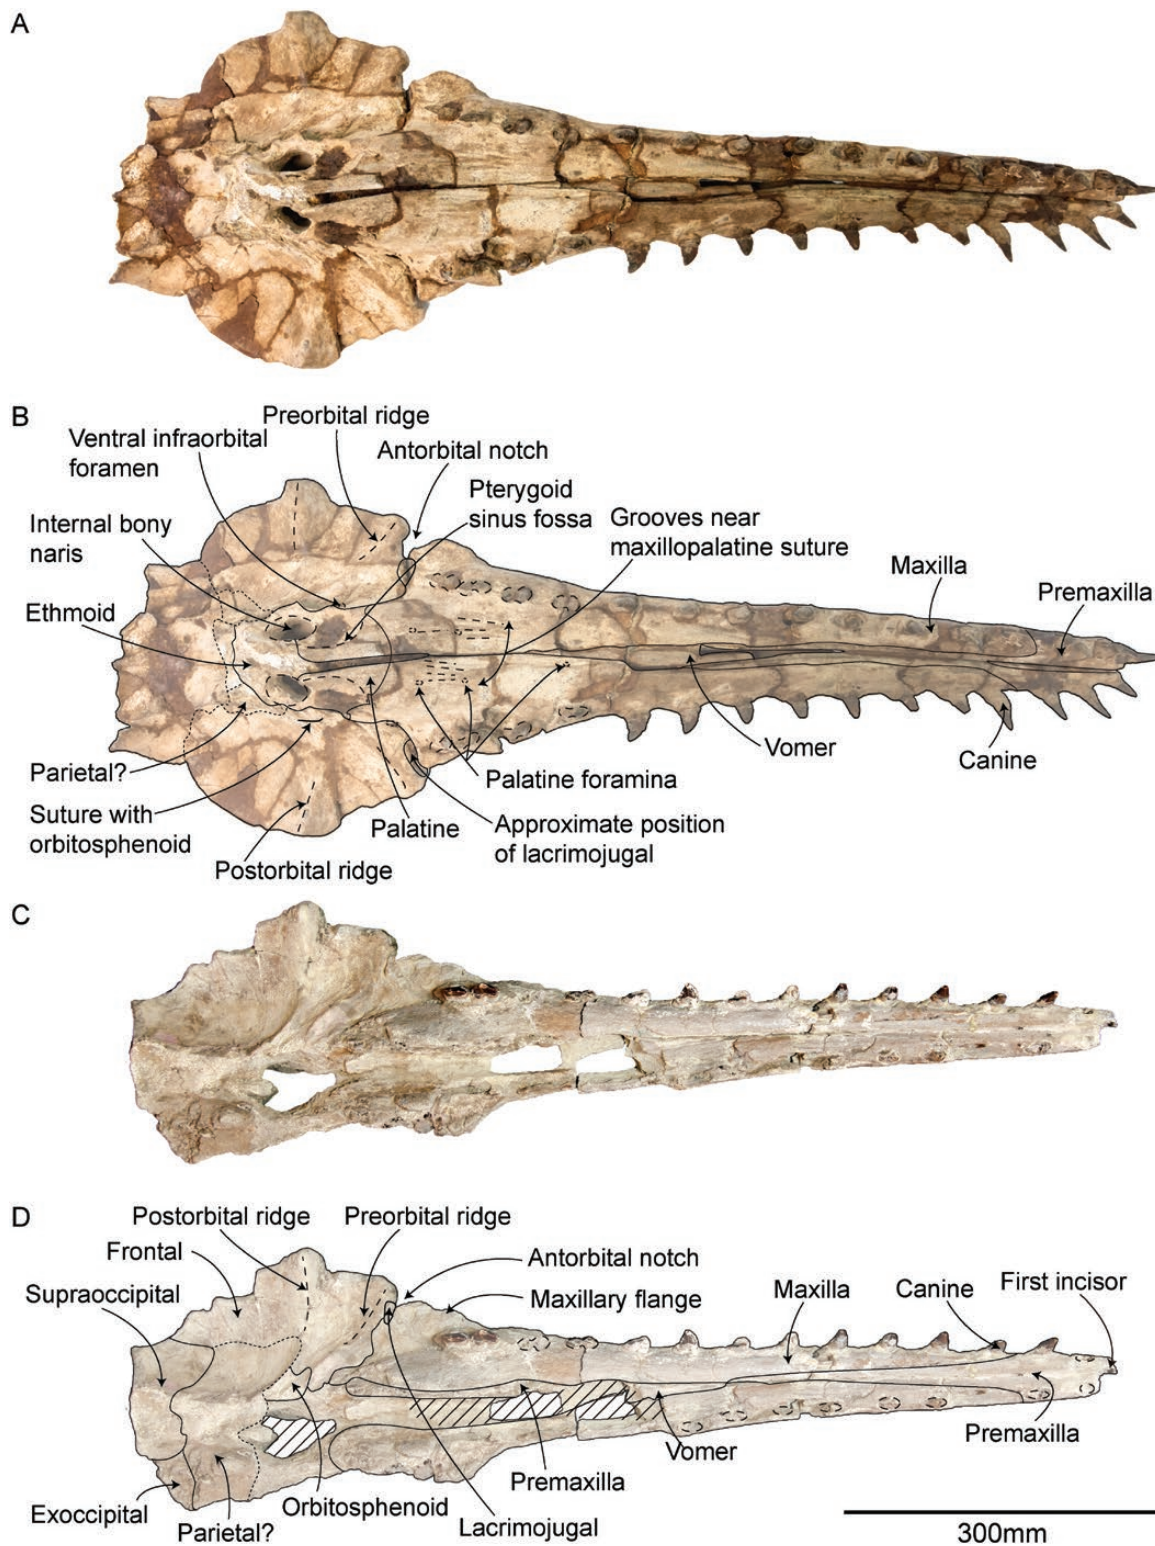 A
B
Preorbital ridge
Ventral infraorbital
foramen
Antorbital notch
Pterygoid
sinus fossa
Internal bony
naris
Grooves near
maxillopalatine suture
Maxilla
Premaxilla
Ethmoid
Vomer
Canine
Parietal?
Palatine foramina
Suture with
orbitosphenoid
Palatine
Approximate position
of lacrimojugal
Postorbital ridge
C
D
Postorbital ridge
Preorbital ridge
Frontal
Antorbital notch
Supraoccipital
Maxillary flange
Maxilla
Canine
First incisor
Premaxilla
Vomer
Premaxilla
Exoccipital
Orbitosphenoid
Parietal?
Lacrimojugal
300mm